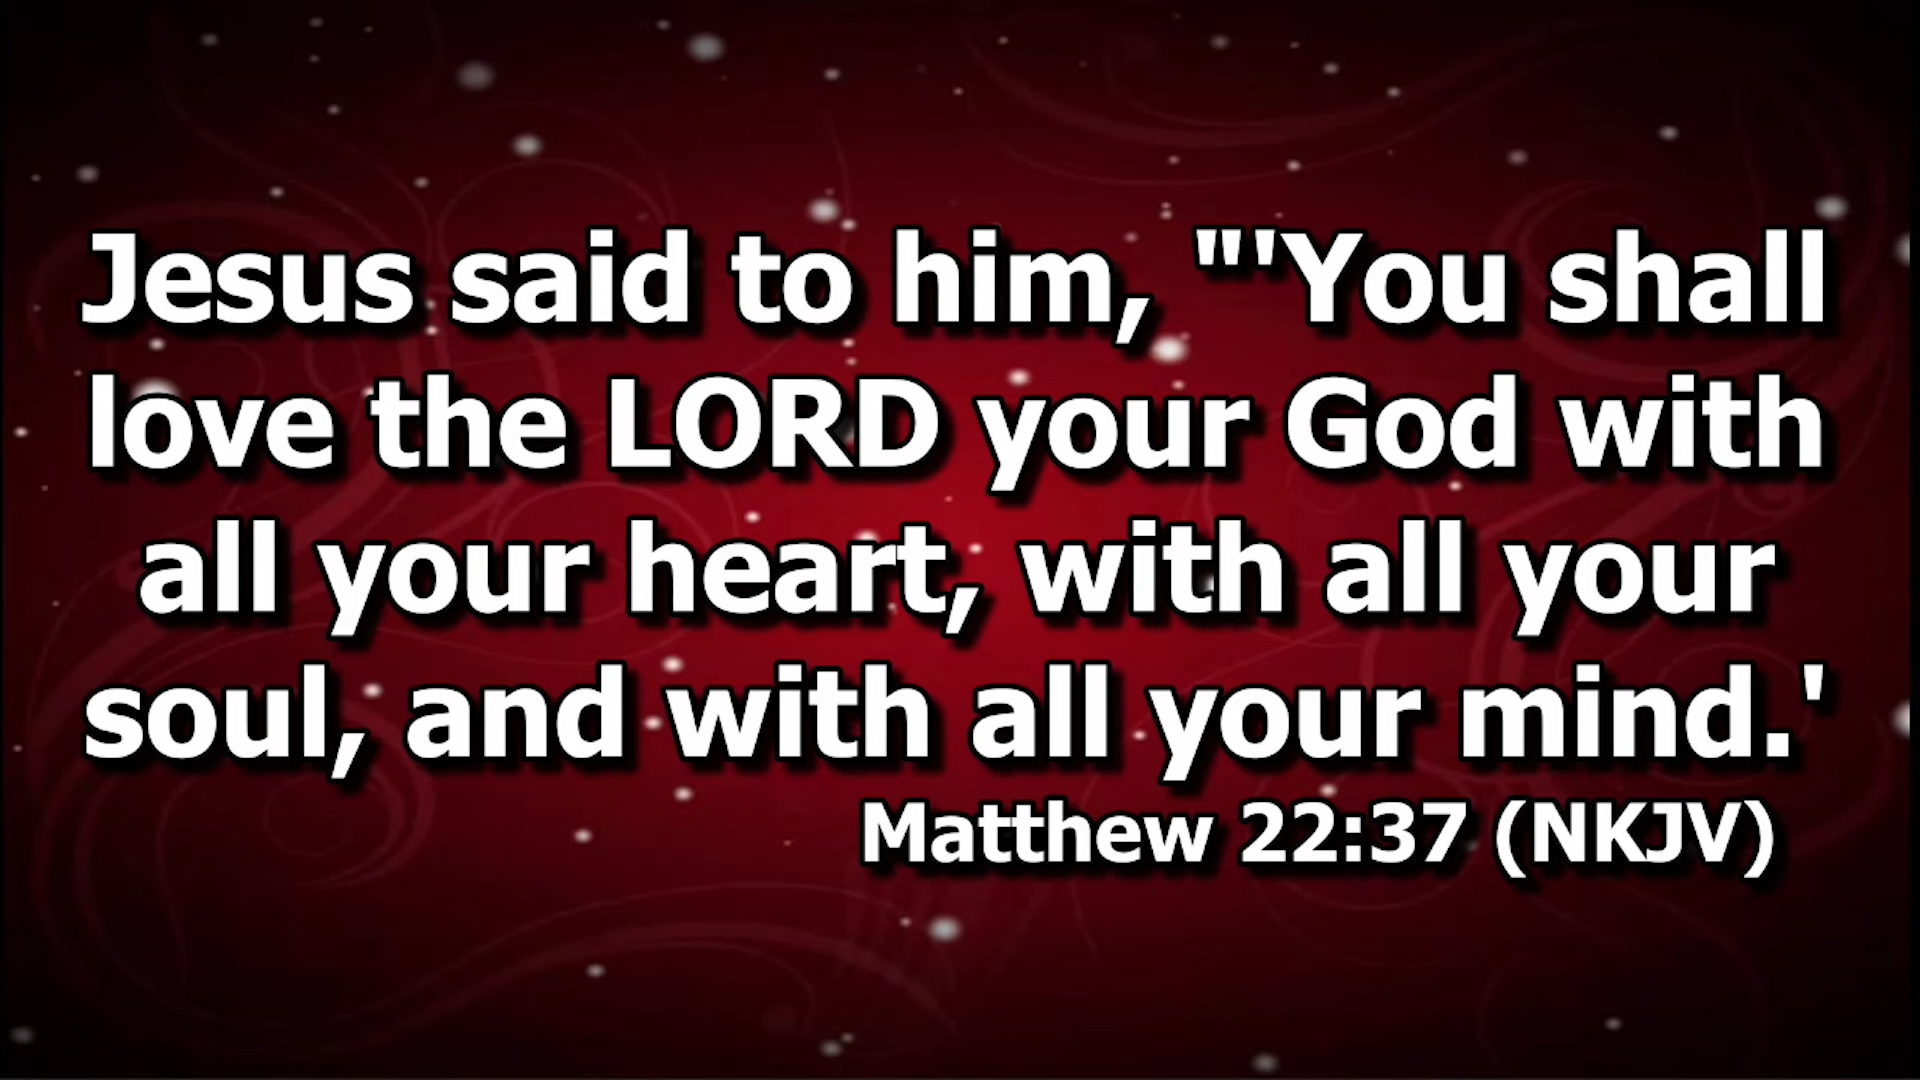 Jesus said to him, "'You shall
love the LORD your God with
all your heart, with all your
soul, and with all your mind.'
Matthew 22:37 (NKJV)